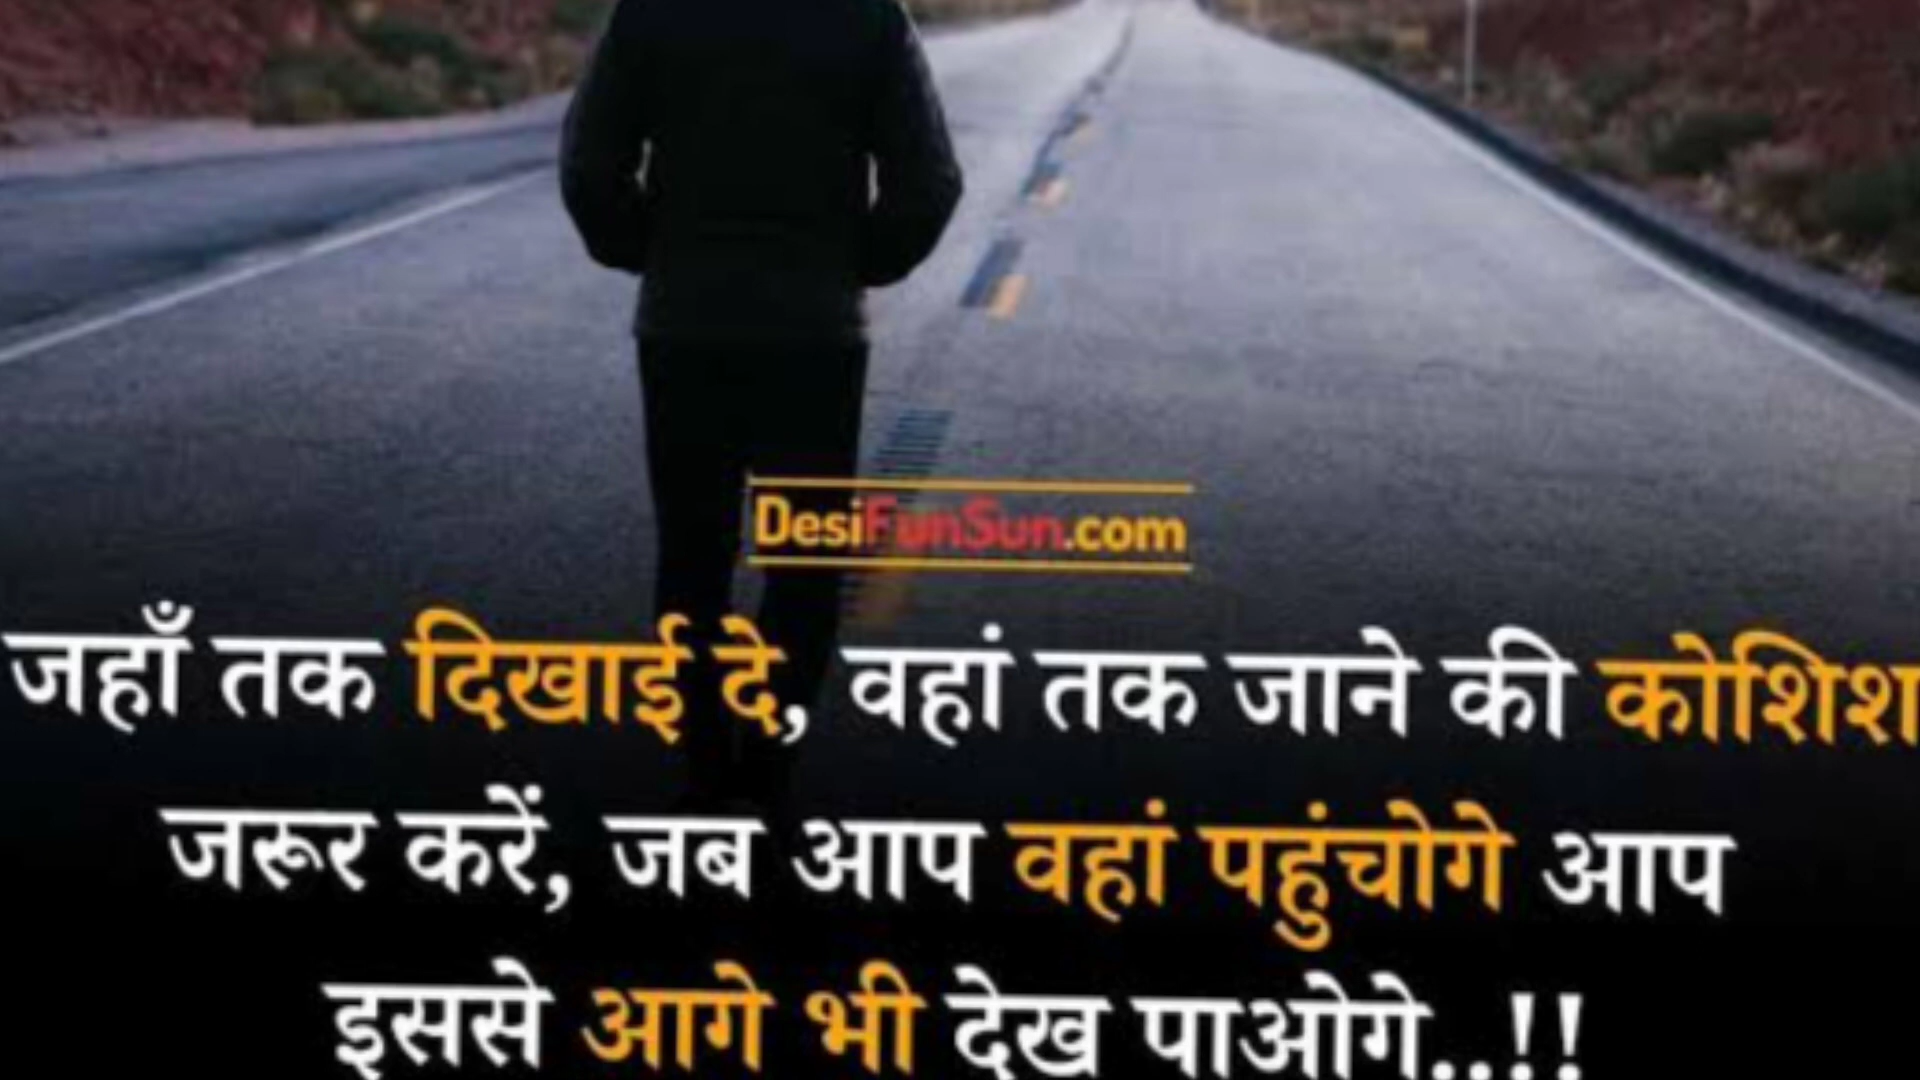 DesiFunSun.com
जहाँ तक दिखाई दे, वहां तक जाने की कोशिश
जरूर करें, जब आप वहां पहुंचोगे आप
इससे आगे भी देख पाओगे..!!